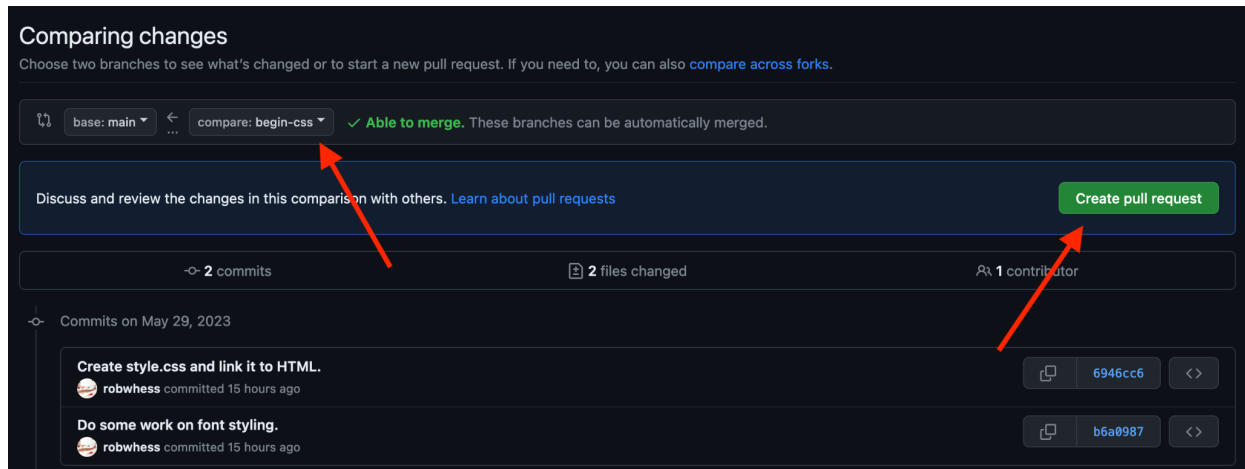 Comparing changes
Choose two branches to see what's changed or to start a new pull request. If you need to, you can also compare across forks.
base: main ← ... compare: begin-css ✓ Able to merge. These branches can be automatically merged.
Discuss and review the changes in this comparison with others. Learn about pull requests Create pull request
2 commits 2 files changed 1 contributor
Commits on May 29, 2023
Create style.css and link it to HTML.
robwhess committed 15 hours ago 6946cc6 <>
Do some work on font styling.
robwhess committed 15 hours ago b6a0987 <>